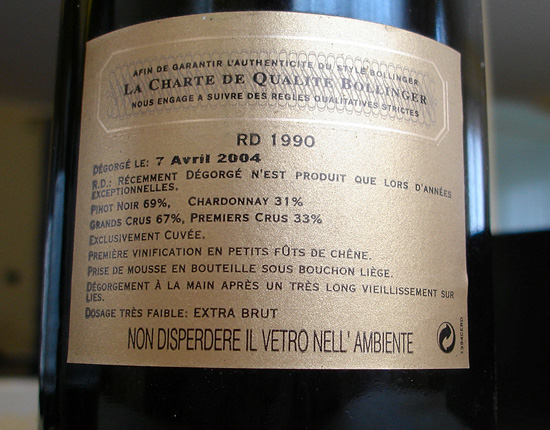 AFIN DE GARANTIR L'AUTHENTICITÉ DU STYLE BOLLINGER
LA CHARTE DE QUALITÉ BOLLINGER
NOUS ENGAGE A SUIVRE DES REGLES QUALITATIVES STRICTES
RD 1990
DÉGORGÉ LE: 7 Avril 2004
R.D.: RÉCEMMENT DÉGORGÉ N'EST PRODUIT QUE LORS D'ANNÉES
EXCEPTIONNELLES.
PINOT NOIR 69%, CHARDONNAY 31%
GRANDS CRUS 67%, PREMIERS CRUS 33%
EXCLUSIVEMENT CUVÉE.
PREMIÈRE VINIFICATION EN PETITS FÛTS DE CHÊNE.
PRISE DE MOUSSE EN BOUTEILLE SOUS BOUCHON LIÈGE.
DÉGORGEMENT À LA MAIN APRÈS UN TRÈS LONG VIEILLISSEMENT SUR
LIES.
DOSAGE TRÈS FAIBLE: EXTRA BRUT
NON DISPERDERE IL VETRO NELL' AMBIENTE